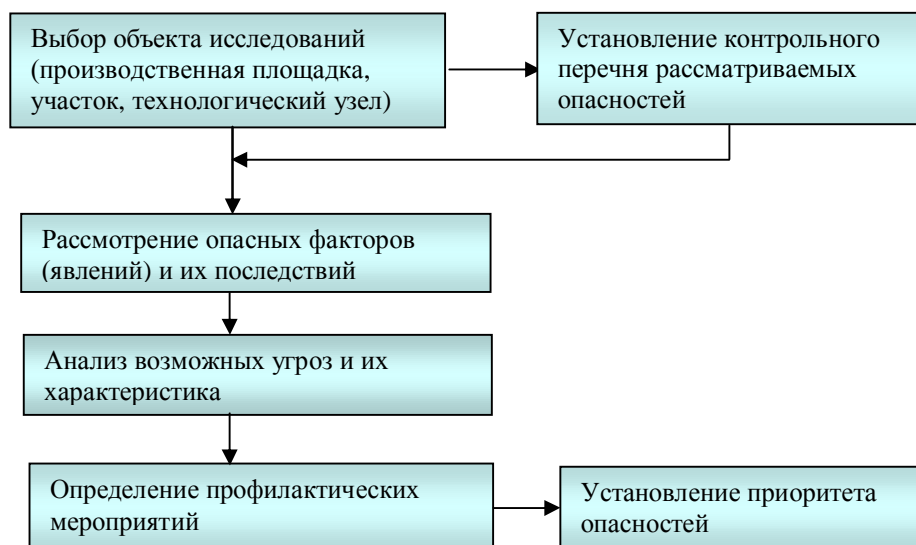 Выбор объекта исследований
(производственная площадка,
участок, технологический узел)
Установление контрольного
перечня рассматриваемых
опасностей
Рассмотрение опасных факторов
(явлений) и их последствий
Анализ возможных угроз и их
характеристика
Определение профилактических
мероприятий
Установление приоритета
опасностей